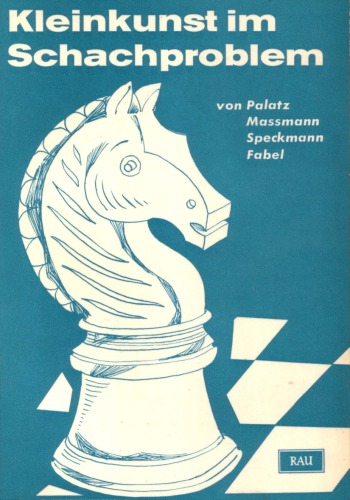 Kleinkunst im
Schachproblem
von Palatz
Massmann
Speckmann
Fabel
RAU